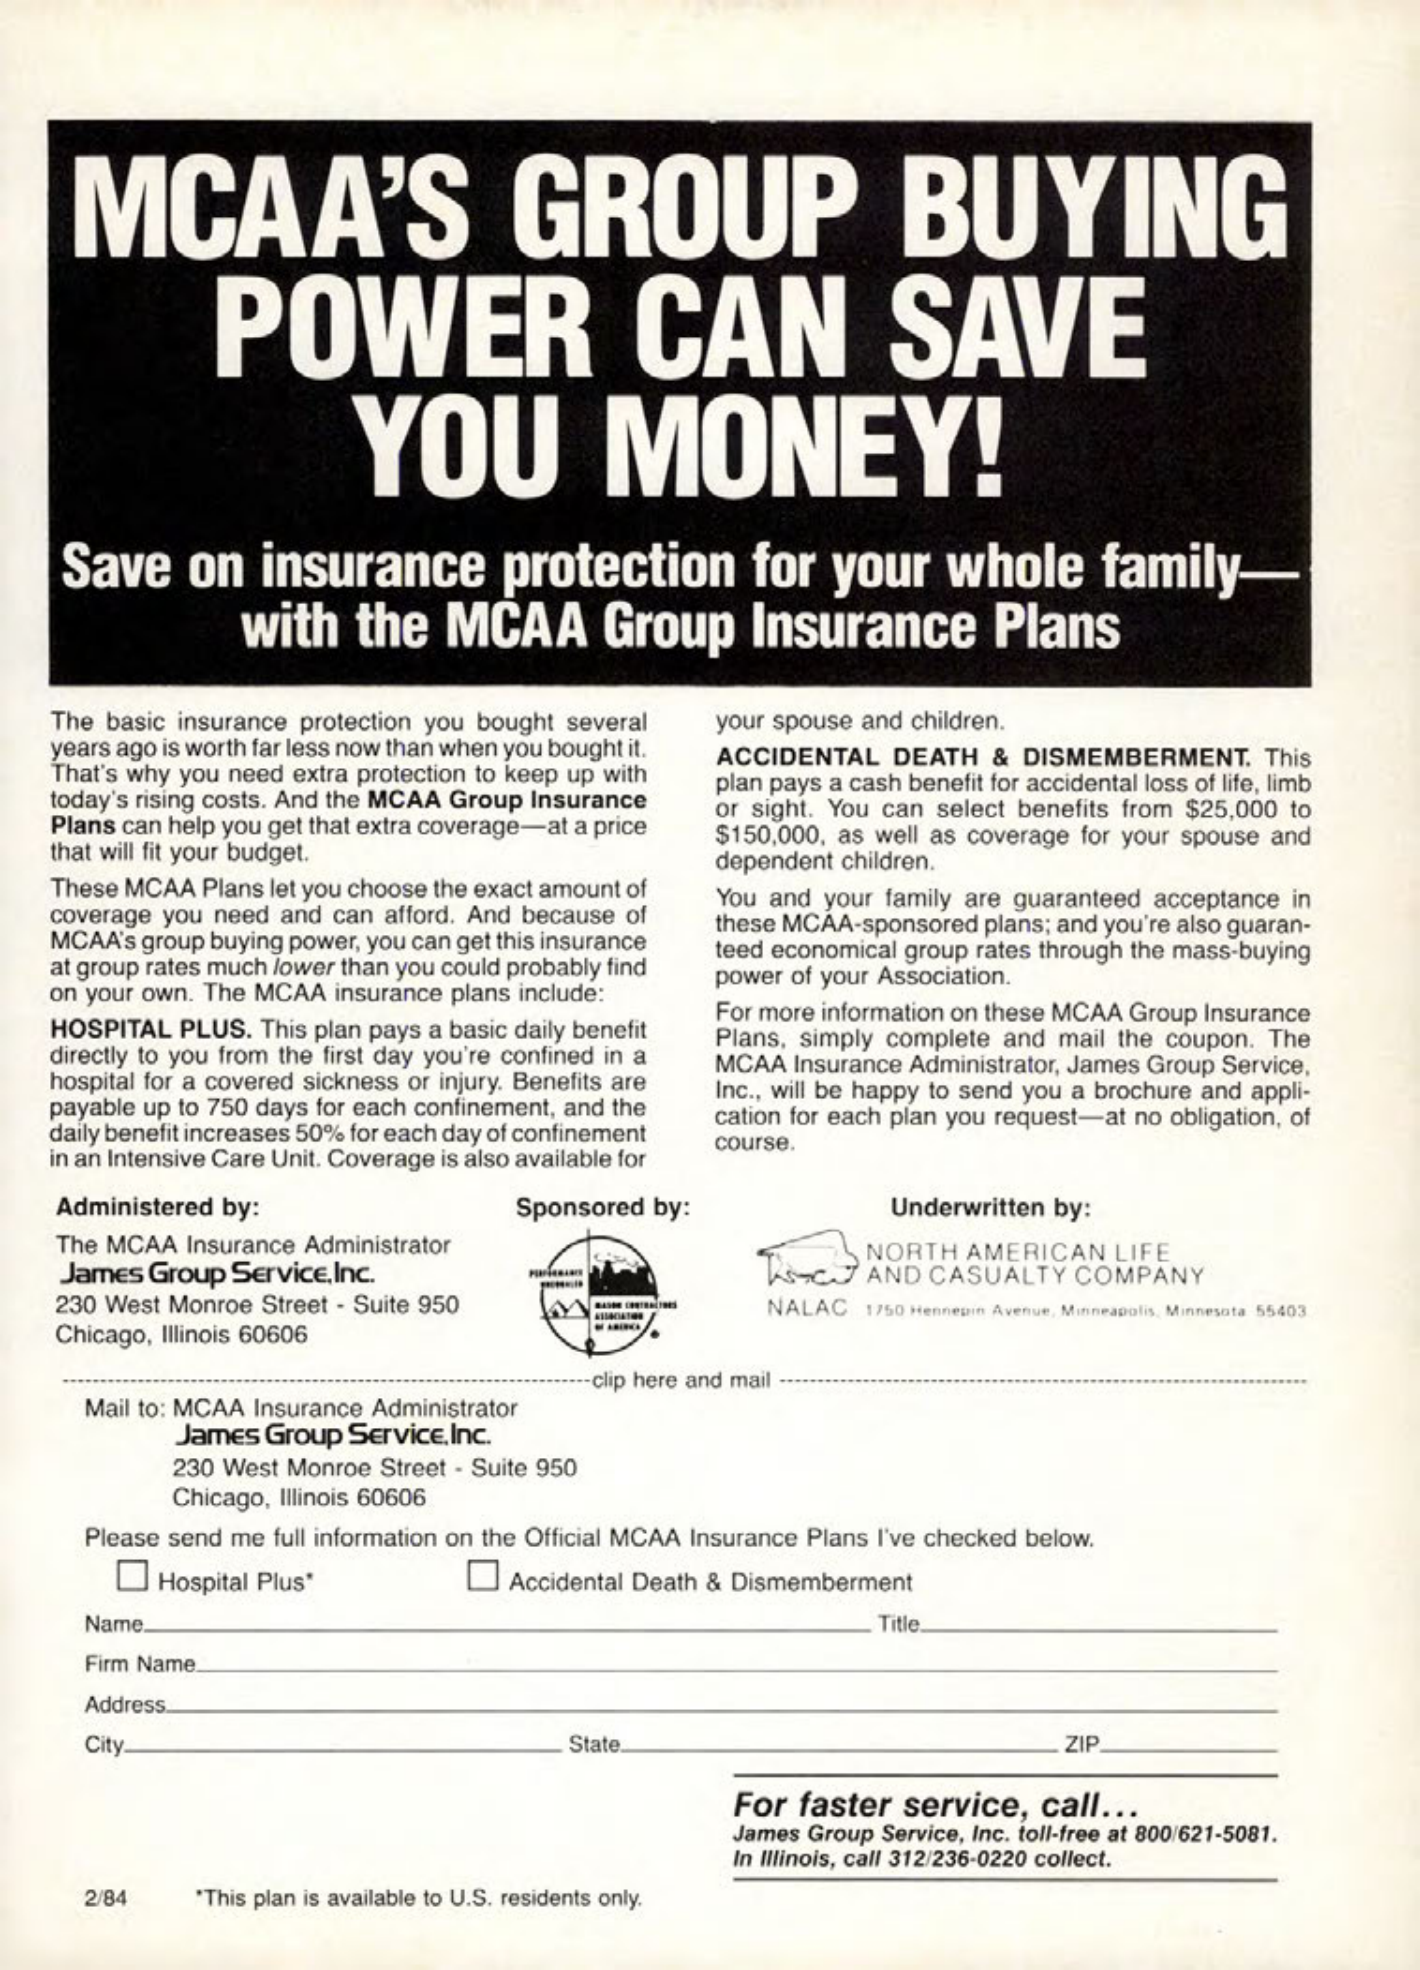 MCAA'S GROUP BUYING
POWER CAN SAVE
YOU MONEY!
Save on insurance protection for your whole family—
with the MCAA Group Insurance Plans
The basic insurance protection you bought several
years ago is worth far less now than when you bought it.
That's why you need extra protection to keep up with
today's rising costs. And the MCAA Group Insurance
Plans can help you get that extra coverage—at a price
that will fit your budget.
These MCAA Plans let you choose the exact amount of
coverage you need and can afford. And because of
MCAA's group buying power, you can get this insurance
at group rates much lower than you could probably find
on your own. The MCAA insurance plans include:
HOSPITAL PLUS. This plan pays a basic daily benefit
directly to you from the first day you're confined in a
hospital for a covered sickness or injury. Benefits are
payable up to 750 days for each confinement, and the
daily benefit increases 50% for each day of confinement
in an Intensive Care Unit. Coverage is also available for
your spouse and children.
ACCIDENTAL DEATH & DISMEMBERMENT. This
plan pays a cash benefit for accidental loss of life, limb
or sight. You can select benefits from $25,000 to
$150,000, as well as coverage for your spouse and
dependent children.
You and your family are guaranteed acceptance in
these MCAA-sponsored plans; and you're also guaran-
teed economical group rates through the mass-buying
power of your Association.
For more information on these MCAA Group Insurance
Plans, simply complete and mail the coupon. The
MCAA Insurance Administrator, James Group Service,
Inc., will be happy to send you a brochure and appli-
cation for each plan you request—at no obligation, of
course.
Administered by:
The MCAA Insurance Administrator
James Group Service, Inc.
230 West Monroe Street - Suite 950
Chicago, Illinois 60606
Sponsored by:
PERFORMANCE
MASON CONTRACTORS
ASSOCIATION
OF AMERICA
®
Underwritten by:
NORTH AMERICAN LIFE
AND CASUALTY COMPANY
NALAC 1750 Hennepin Avenue, Minneapolis, Minnesota 55403
clip here and mail
Mail to: MCAA Insurance Administrator
James Group Service, Inc.
230 West Monroe Street - Suite 950
Chicago, Illinois 60606
Please send me full information on the Official MCAA Insurance Plans I've checked below.
Hospital Plus* Accidental Death & Dismemberment
Name Title
Firm Name
Address
City State ZIP
For faster service, call...
James Group Service, Inc. toll-free at 800/621-5081.
In Illinois, call 312/236-0220 collect.
2/84 *This plan is available to U.S. residents only.